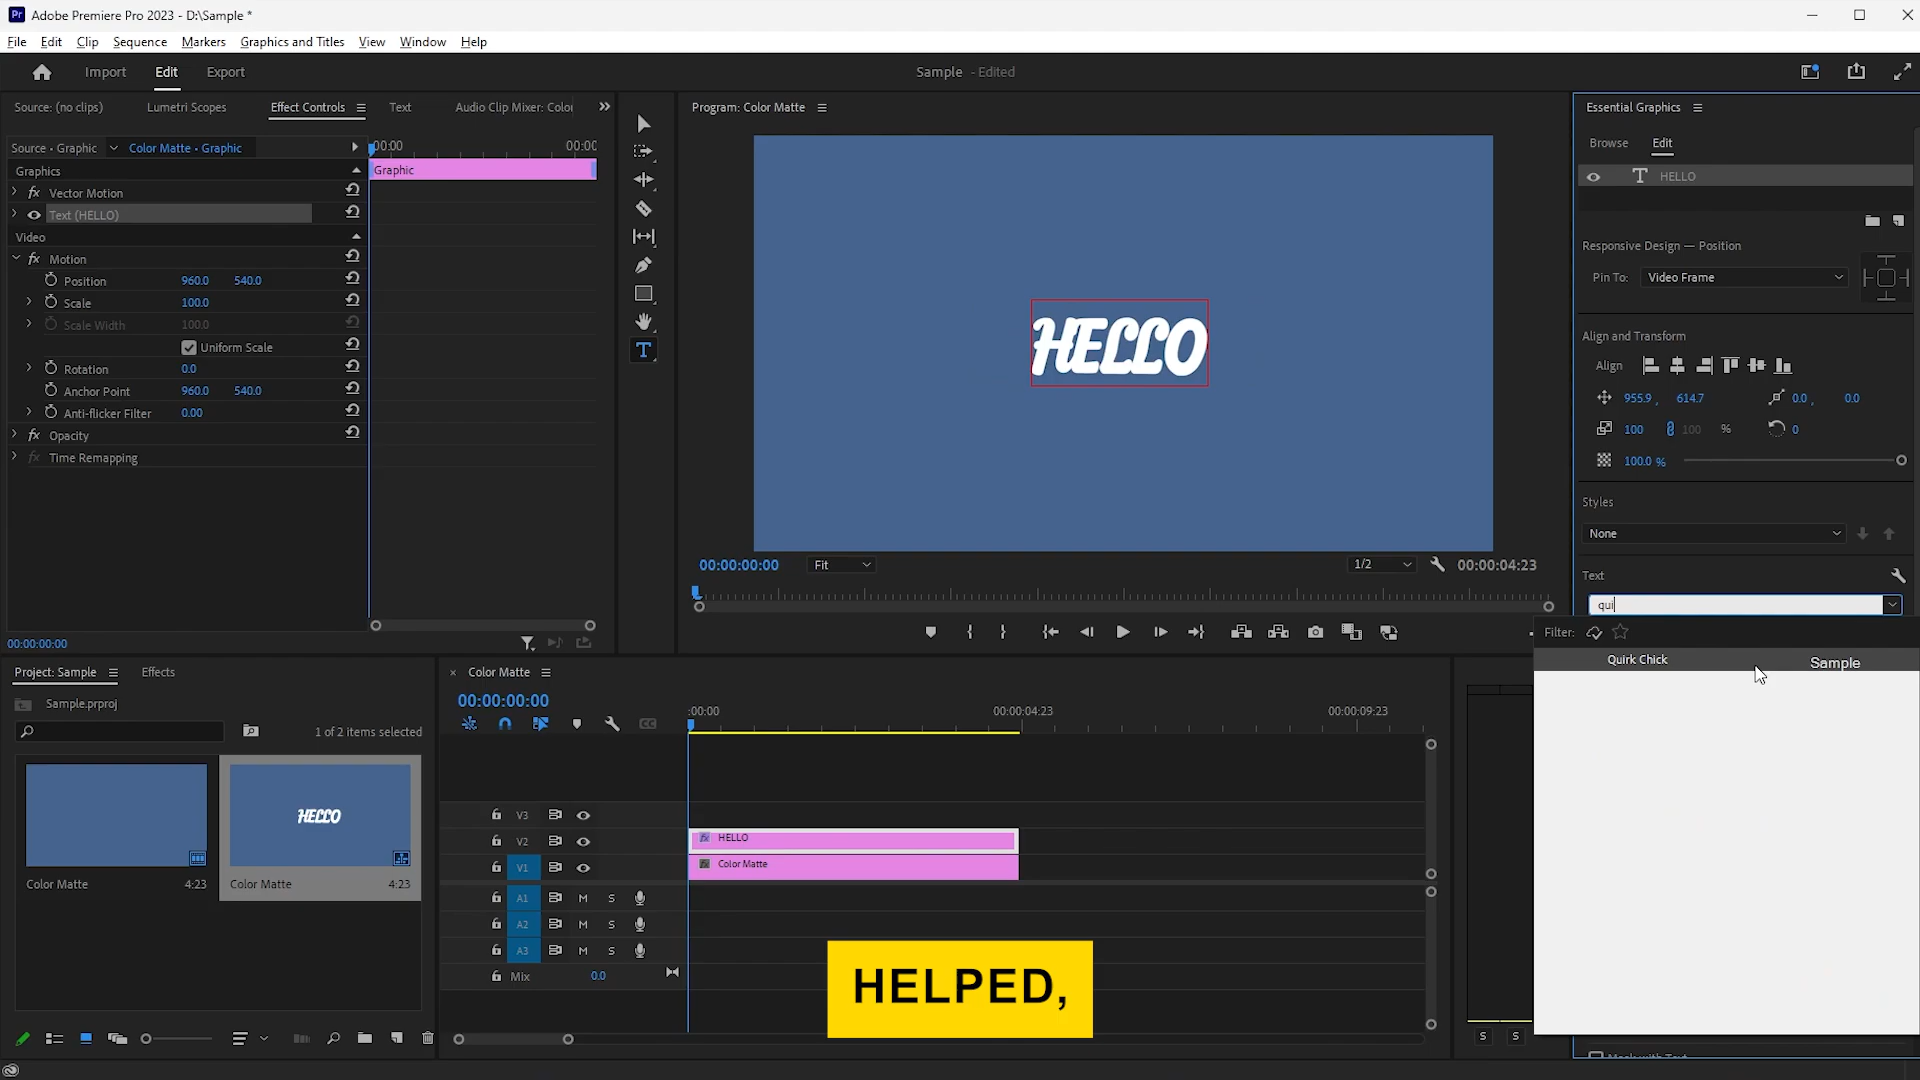 Adobe Premiere Pro 2023 - D:\Sample *
File Edit Clip Sequence Markers Graphics and Titles View Window Help
Import Edit Export
Sample - Edited
Source: (no clips) Lumetri Scopes Effect Controls Text Audio Clip Mixer: Color
Source • Graphic Color Matte • Graphic
:00:00 00:00
Graphics
Graphic
fx Vector Motion
Text (HELLO)
Video
fx Motion
Position 960.0 540.0
Scale 100.0
Scale Width 100.0
Uniform Scale
Rotation 0.0
Anchor Point 960.0 540.0
Anti-flicker Filter 0.00
fx Opacity
fx Time Remapping
00:00:00:00
Program: Color Matte
HELLO
00:00:00:00 Fit 1/2 00:00:04:23
Essential Graphics
Browse Edit
HELLO
Responsive Design — Position
Pin To: Video Frame
Align and Transform
Align
955.9 , 614.7 0.0 , 0.0
100 100 % 0
100.0 %
Styles
None
Text
qui
Filter:
Quirk Chick Sample
Project: Sample Effects
Sample.prproj
1 of 2 items selected
HELLO
Color Matte 4:23
Color Matte 4:23
× Color Matte
00:00:00:00
:00:00 00:00:04:23 00:00:09:23
V3
V2 fx HELLO
V1 fx Color Matte
A1 M S
A2 M S
A3 M S
Mix 0.0
S S
HELPED,